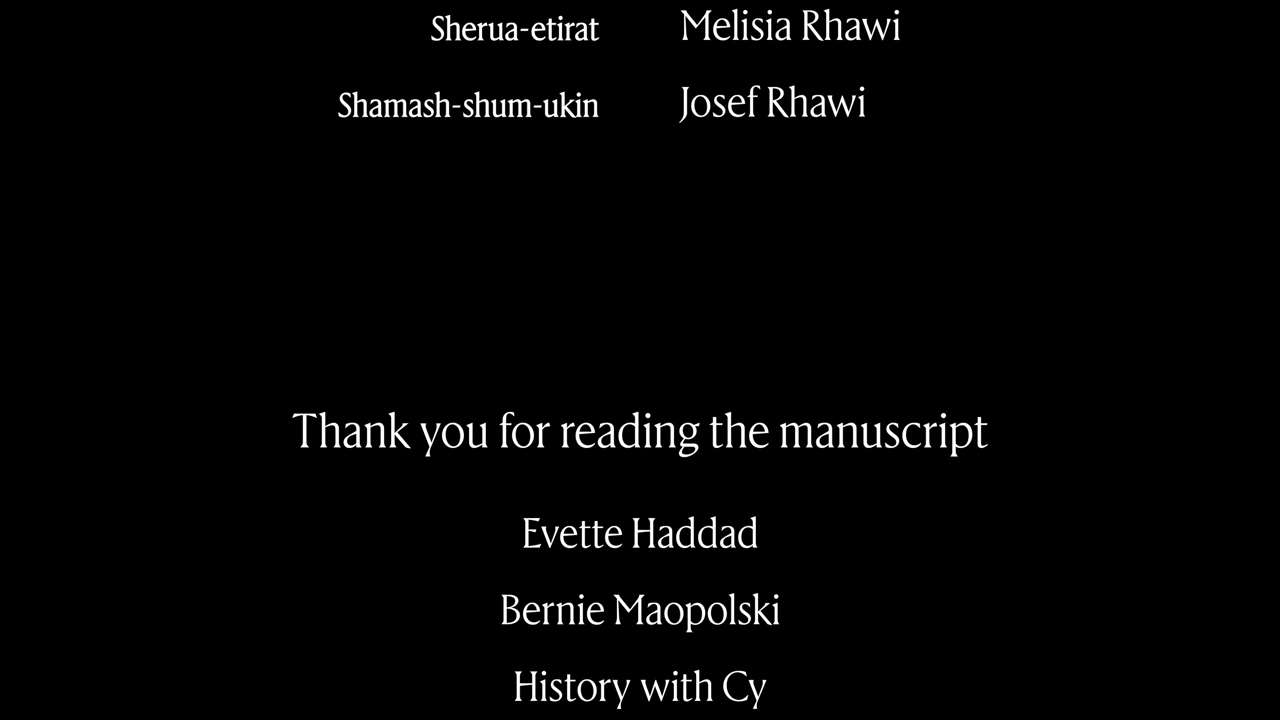 Sherua-etirat Melisia Rhawi
Shamash-shum-ukin Josef Rhawi
Thank you for reading the manuscript
Evette Haddad
Bernie Maopolski
History with Cy